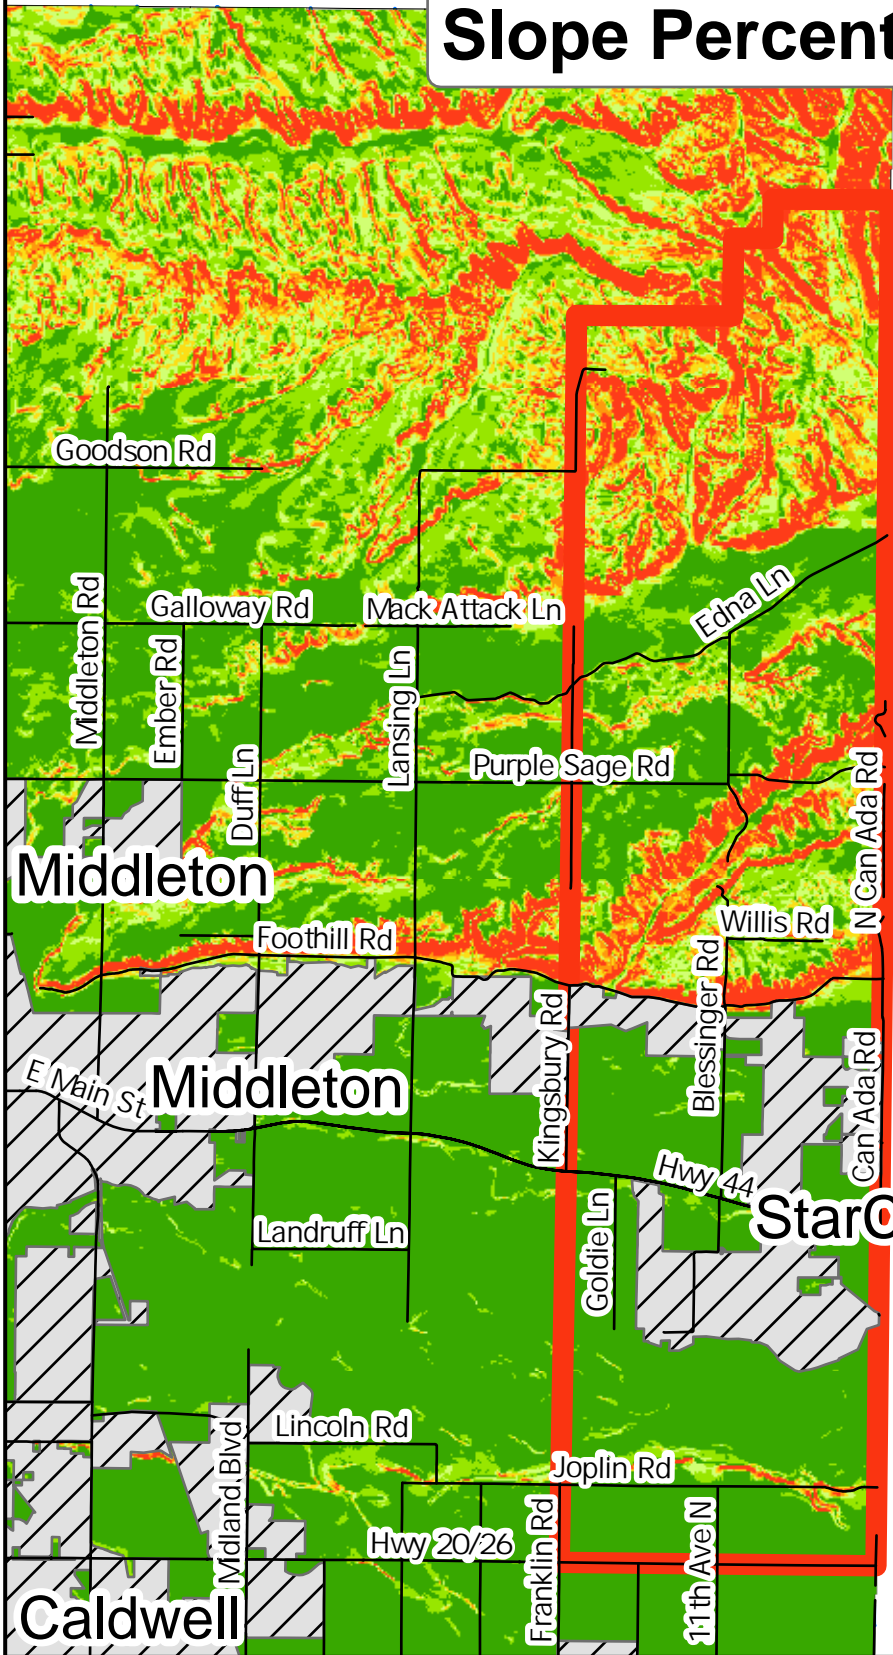 Slope Percent
Goodson Rd
Middleton Rd
Galloway Rd
Mack Attack Ln
Edna Ln
Ember Rd
Lansing Ln
Duff Ln
Purple Sage Rd
N Can Ada Rd
Middleton
Willis Rd
Foothill Rd
Blessinger Rd
Kingsbury Rd
E Main St
Middleton
Can Ada Rd
Hwy 44
Goldie Ln
StarC
Landruff Ln
Lincoln Rd
Midland Blvd
Joplin Rd
Franklin Rd
11th Ave N
Hwy 20/26
Caldwell